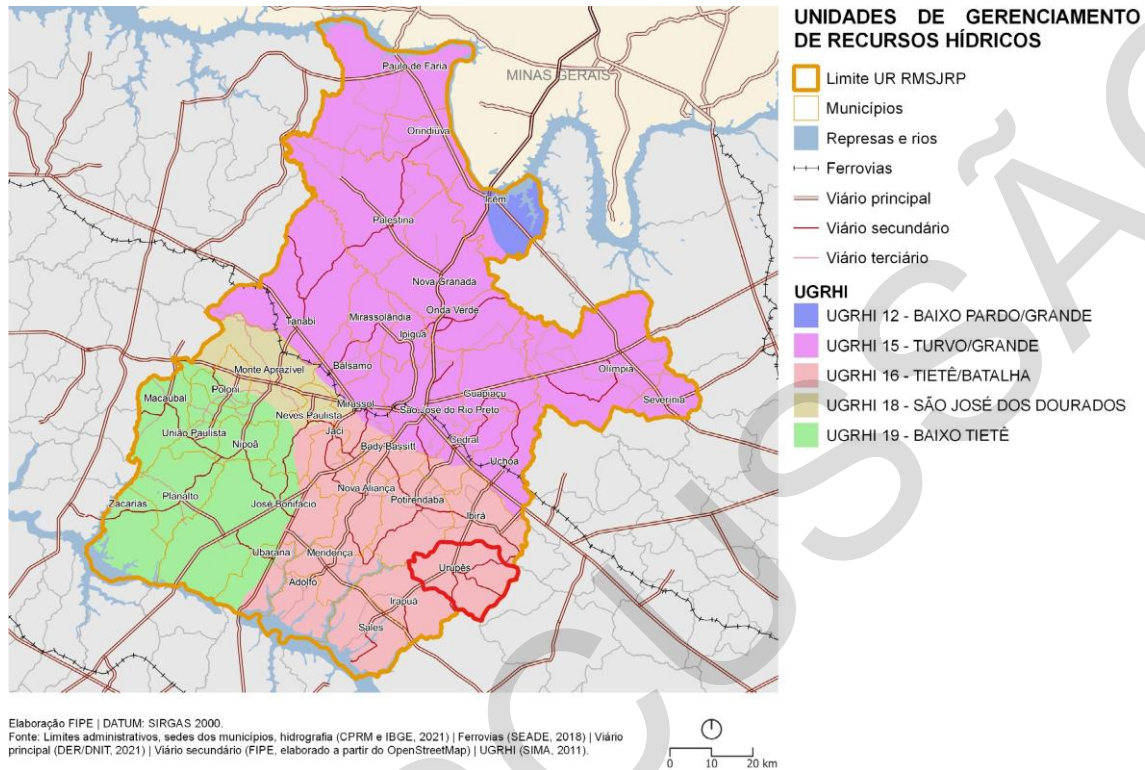 UNIDADES DE GERENCIAMENTO
DE RECURSOS HÍDRICOS
Limite UR RMSJRP
Municípios
Represas e rios
Ferrovias
Viário principal
Viário secundário
Viário terciário
UGRHI
UGRHI 12 - BAIXO PARDO/GRANDE
UGRHI 15 - TURVO/GRANDE
UGRHI 16 - TIETÊ/BATALHA
UGRHI 18 - SÃO JOSÉ DOS DOURADOS
UGRHI 19 - BAIXO TIETÊ
Paulo de Faria
MINAS GERAIS
Orindiúva
Icém
Palestina
Nova Granada
Onda Verde
Mirassolândia
Tanabi
Ipiguá
Bálsamo
Olímpia
Monte Aprazível
Guapiaçu
Severínia
Poloni
Macaubal
Mirassol
São José do Rio Preto
Neves Paulista
Jaci
União Paulista
Cedral
Nipoã
Bady Bassitt
Uchôa
Nova Aliança
Planalto
Potirendaba
Zacarias
José Bonifácio
Ibirá
Ubarana
Mendonça
Urupês
Adolfo
Irapuã
Sales
CUSSÃO
Elaboração FIPE | DATUM: SIRGAS 2000.
Fonte: Limites administrativos, sedes dos municípios, hidrografia (CPRM e IBGE, 2021) | Ferrovias (SEADE, 2018) | Viário
principal (DER/DNIT, 2021) | Viário secundário (FIPE, elaborado a partir do OpenStreetMap) | UGRHI (SIMA, 2011).
0 10 20 km